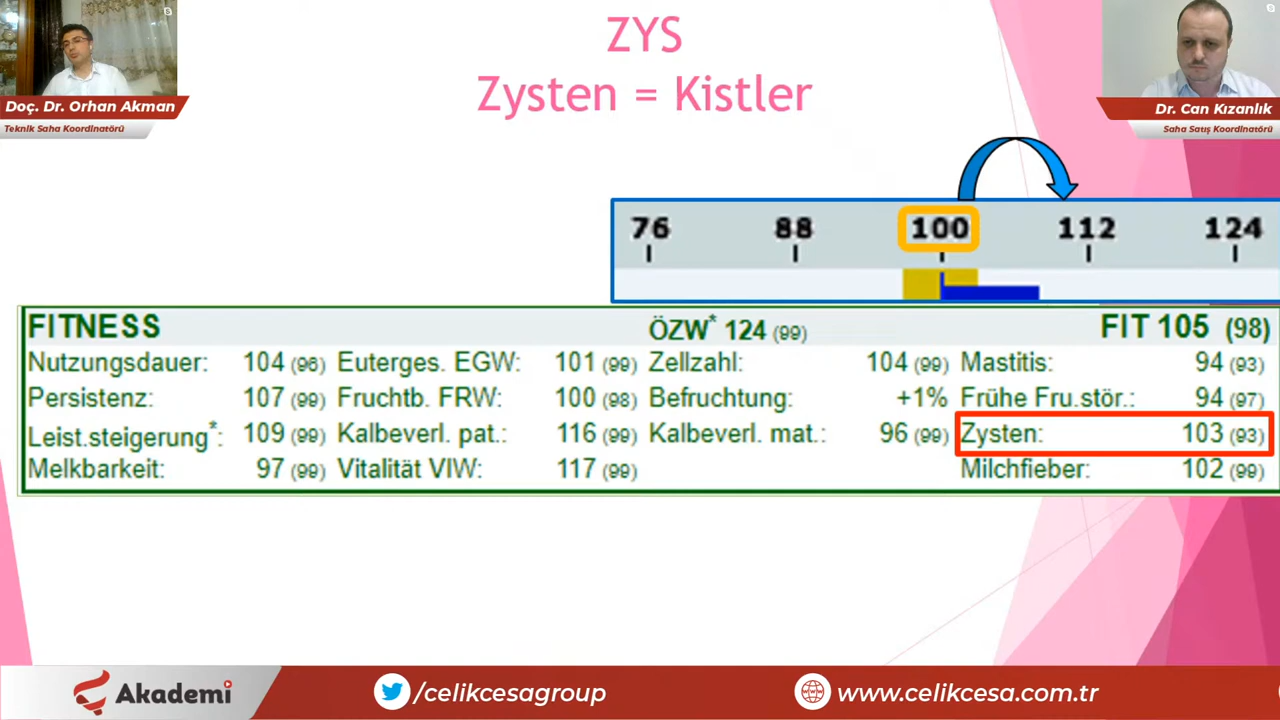 ZYS
Zysten = Kistler
Doç. Dr. Orhan Akman
Teknik Saha Koordinatörü
Dr. Can Kızanlık
Saha Satış Koordinatörü
76 88 100 112 124
FITNESS ÖZW* 124 (99) FIT 105 (98)
Nutzungsdauer: 104 (96) Euterges. EGW: 101 (99) Zellzahl: 104 (99) Mastitis: 94 (93)
Persistenz: 107 (99) Fruchtb. FRW: 100 (98) Befruchtung: +1% Frühe Fru.stör.: 94 (97)
Leist.steigerung*: 109 (99) Kalbeverl. pat.: 116 (99) Kalbeverl. mat.: 96 (99) Zysten: 103 (93)
Melkbarkeit: 97 (99) Vitalität VIW: 117 (99) Milchfieber: 102 (99)
Akademi /celikcesagroup www.celikcesa.com.tr